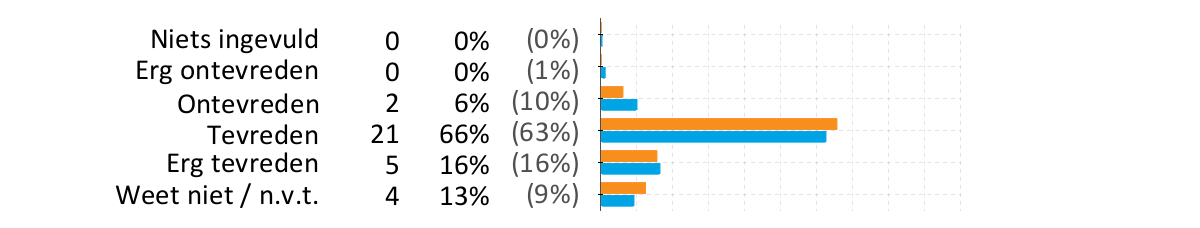 Niets ingevuld 0 0% (0%)
Erg ontevreden 0 0% (1%)
Ontevreden 2 6% (10%)
Tevreden 21 66% (63%)
Erg tevreden 5 16% (16%)
Weet niet / n.v.t. 4 13% (9%)